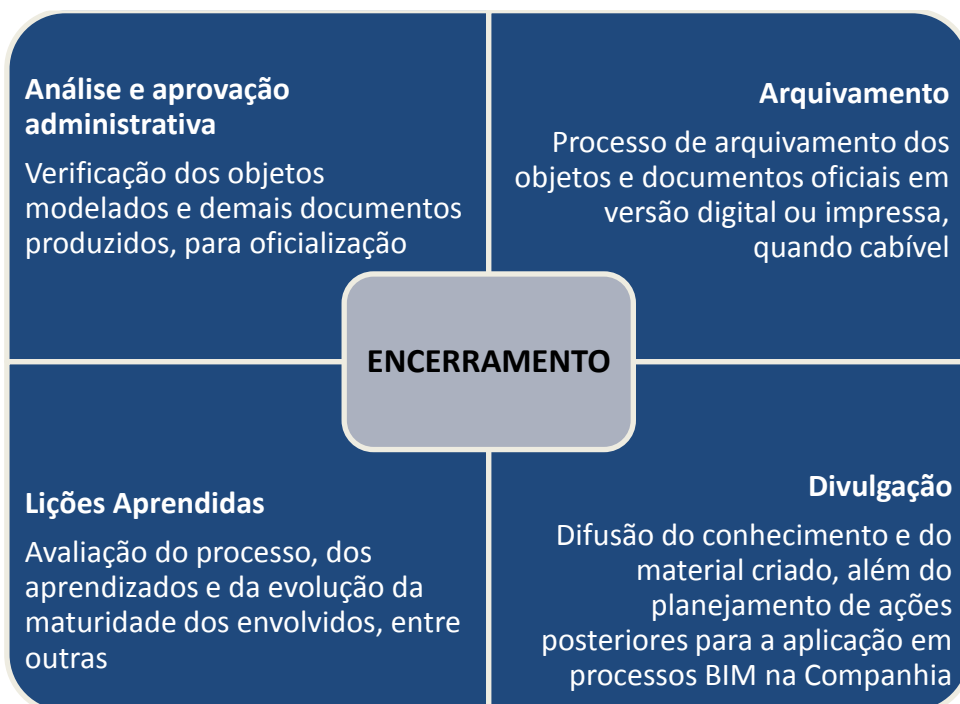 Análise e aprovação
administrativa
Verificação dos objetos
modelados e demais documentos
produzidos, para oficialização
Arquivamento
Processo de arquivamento dos
objetos e documentos oficiais em
versão digital ou impressa,
quando cabível
ENCERRAMENTO
Lições Aprendidas
Avaliação do processo, dos
aprendizados e da evolução da
maturidade dos envolvidos, entre
outras
Divulgação
Difusão do conhecimento e do
material criado, além do
planejamento de ações
posteriores para a aplicação em
processos BIM na Companhia